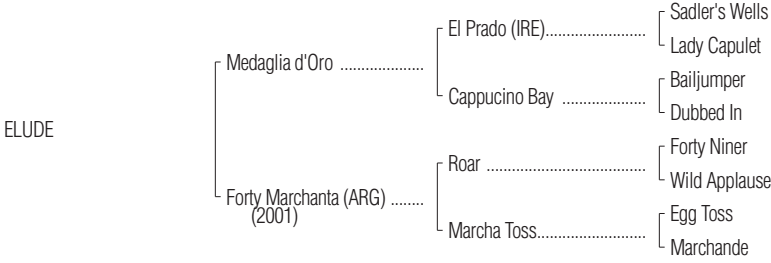 Sadler's Wells
El Prado (IRE)........................
Lady Capulet
Medaglia d'Oro ....................
Bailjumper
Cappucino Bay ....................
Dubbed In
ELUDE
Forty Niner
Roar ......................................
Wild Applause
Forty Marchanta (ARG) ........
(2001)
Egg Toss
Marcha Toss..........................
Marchande